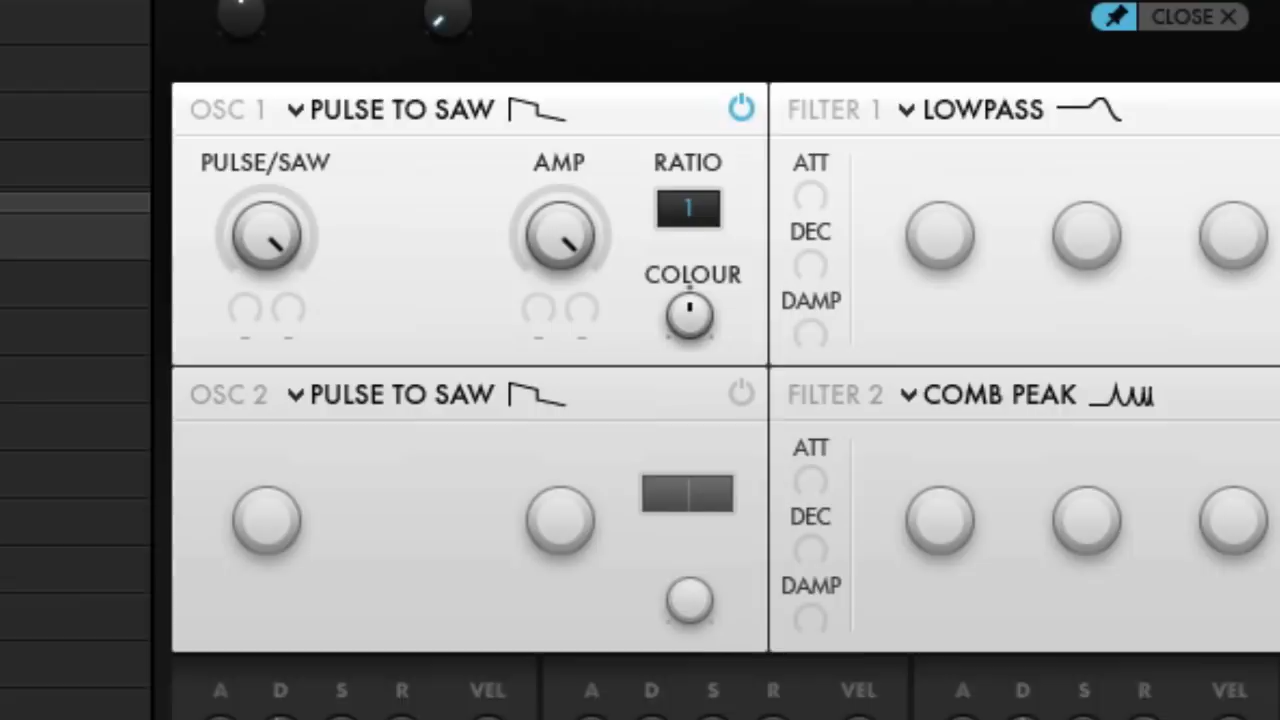 CLOSE X
OSC 1 PULSE TO SAW
FILTER 1 LOWPASS
PULSE/SAW AMP RATIO
1
COLOUR
ATT
DEC
DAMP
OSC 2 PULSE TO SAW
FILTER 2 COMB PEAK
ATT
DEC
DAMP
A D S R VEL A D S R VEL A D S R VEL